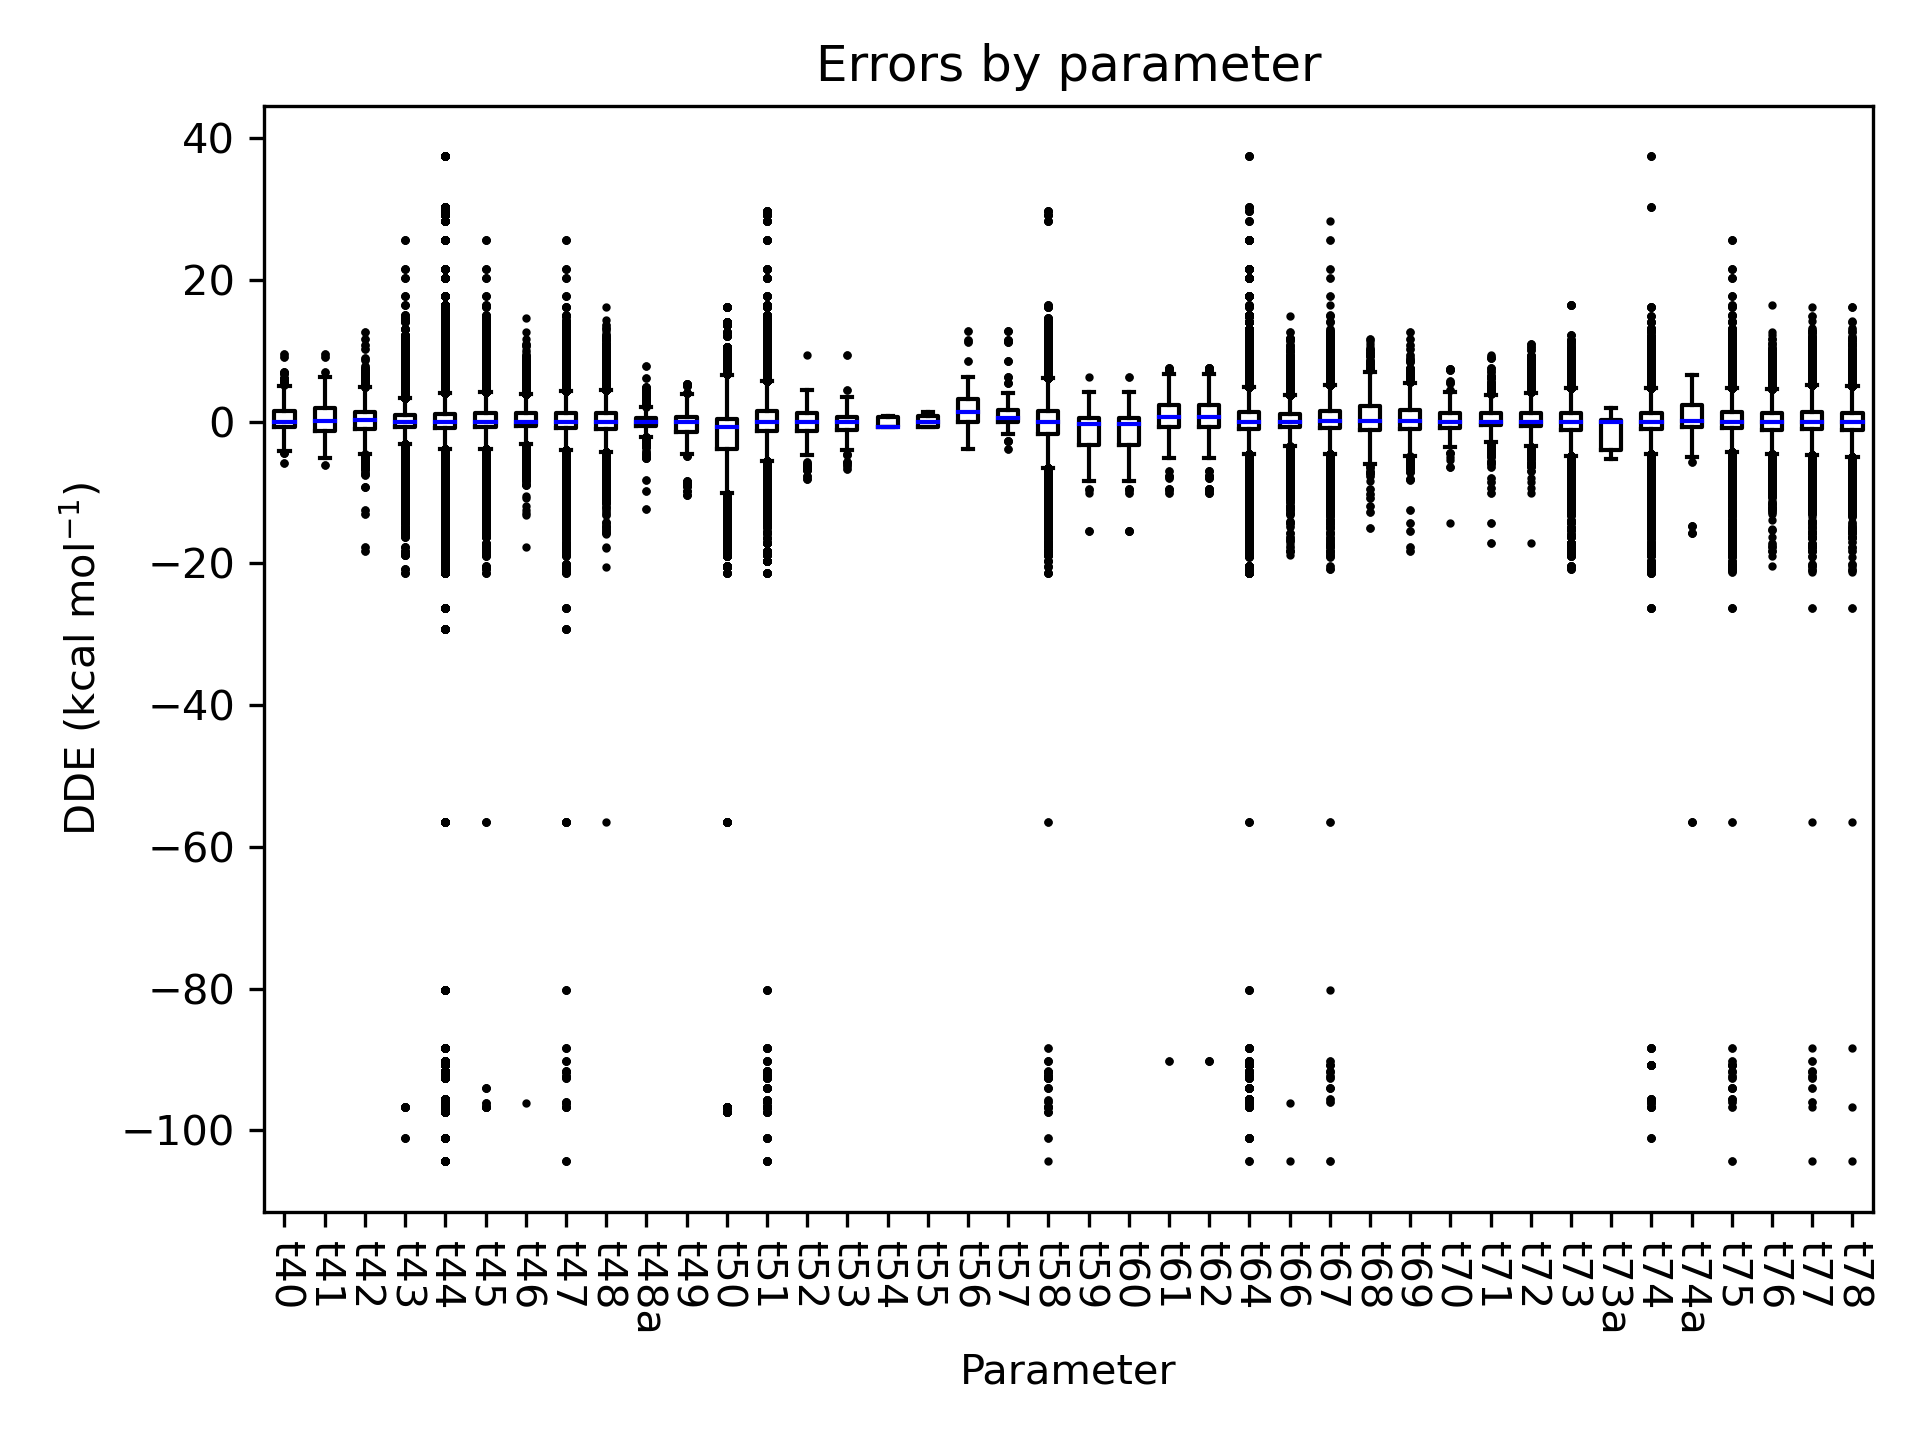 Errors by parameter
DDE (kcal mol⁻¹)
40
20
0
−20
−40
−60
−80
−100
t40 t41 t42 t43 t44 t45 t46 t47 t48 t48a t49 t50 t51 t52 t53 t54 t55 t56 t57 t58 t59 t60 t61 t62 t64 t66 t67 t68 t69 t70 t71 t72 t73 t73a t74 t74a t75 t76 t77 t78
Parameter